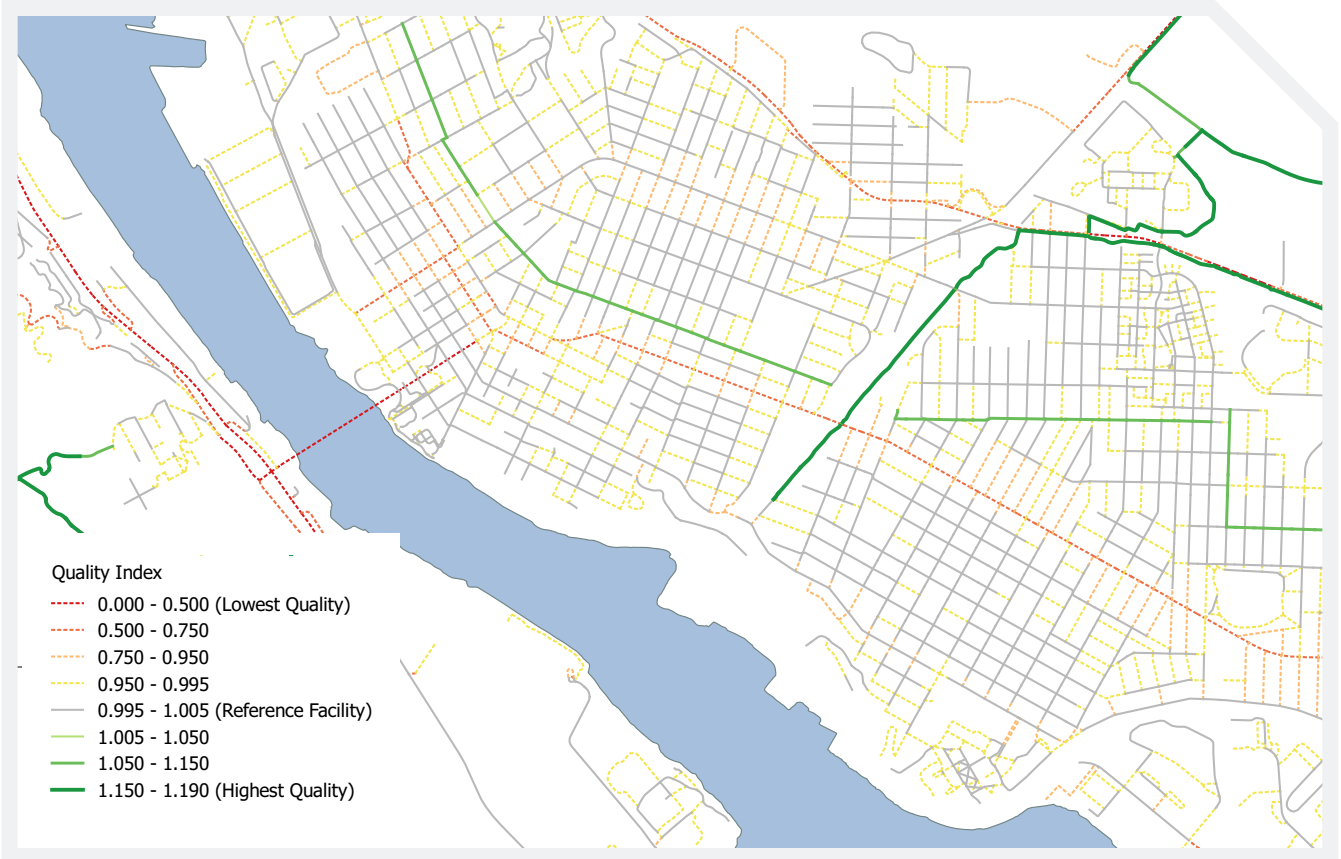 Quality Index
0.000 - 0.500 (Lowest Quality)
0.500 - 0.750
0.750 - 0.950
0.950 - 0.995
0.995 - 1.005 (Reference Facility)
1.005 - 1.050
1.050 - 1.150
1.150 - 1.190 (Highest Quality)